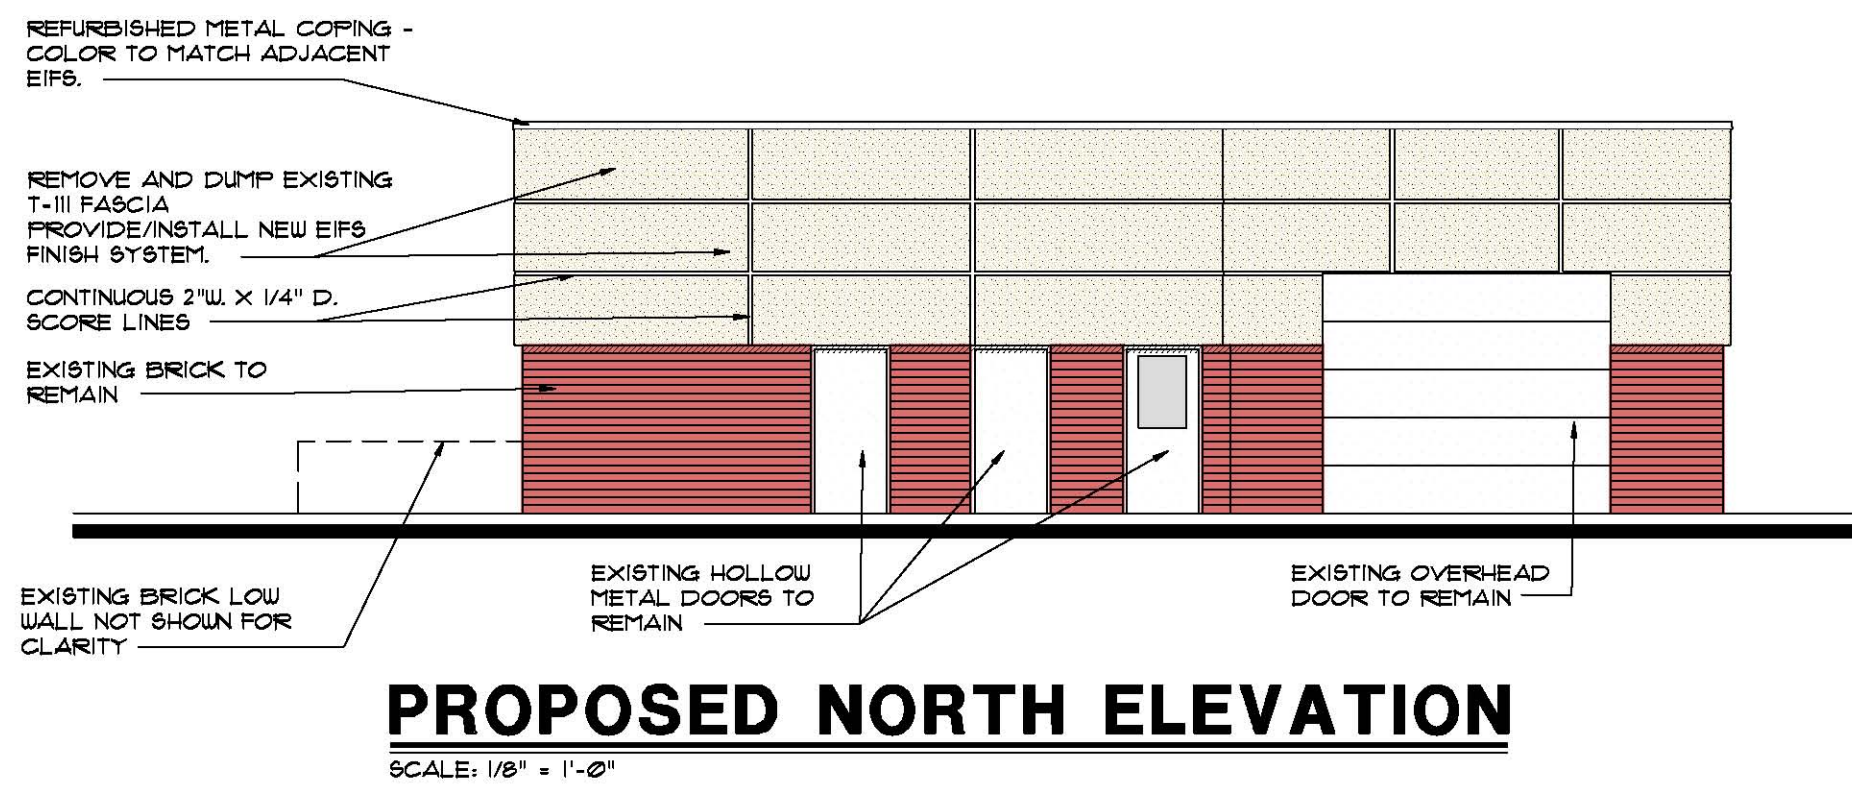 REFURBISHED METAL COPING -
COLOR TO MATCH ADJACENT
EIFS.
REMOVE AND DUMP EXISTING
T-111 FASCIA
PROVIDE/INSTALL NEW EIFS
FINISH SYSTEM.
CONTINUOUS 2"W. X 1/4" D.
SCORE LINES
EXISTING BRICK TO
REMAIN
EXISTING BRICK LOW
WALL NOT SHOWN FOR
CLARITY
EXISTING HOLLOW
METAL DOORS TO
REMAIN
EXISTING OVERHEAD
DOOR TO REMAIN
PROPOSED NORTH ELEVATION
SCALE: 1/8" = 1'-0"